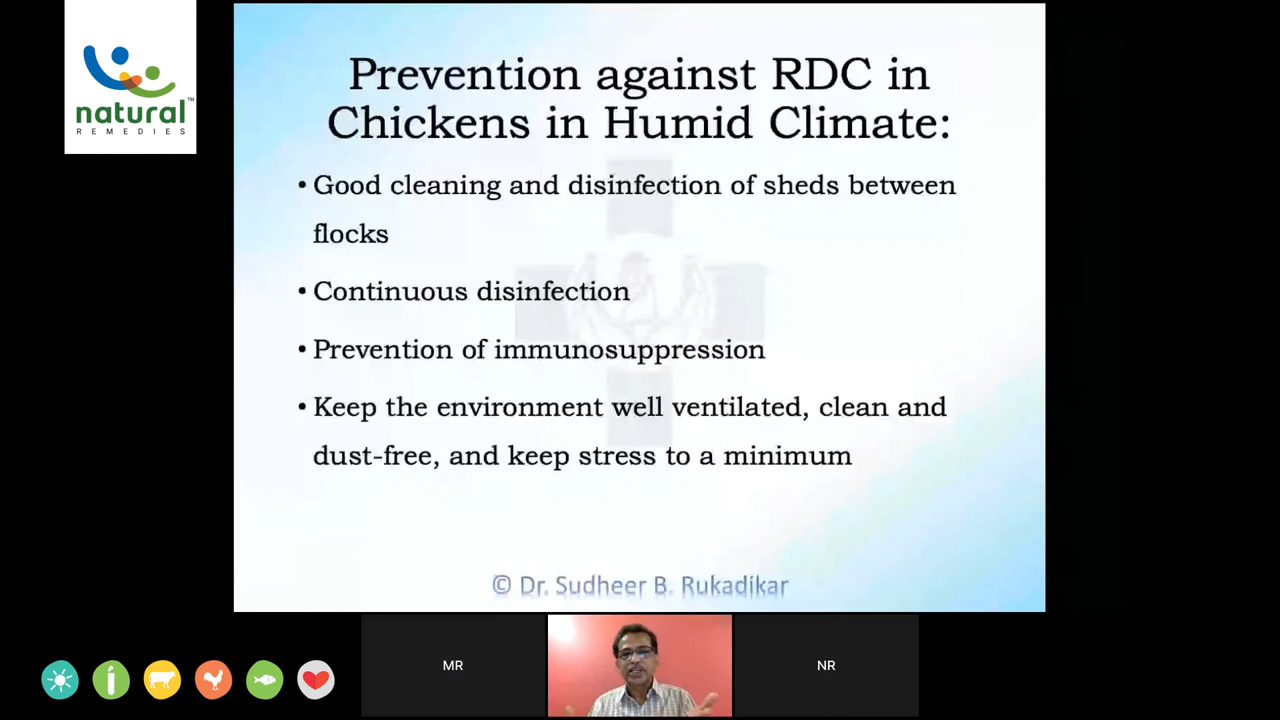 natural™
REMEDIES
Prevention against RDC in
Chickens in Humid Climate:
• Good cleaning and disinfection of sheds between
flocks
• Continuous disinfection
• Prevention of immunosuppression
• Keep the environment well ventilated, clean and
dust-free, and keep stress to a minimum
© Dr. Sudheer B. Rukadikar
MR
NR